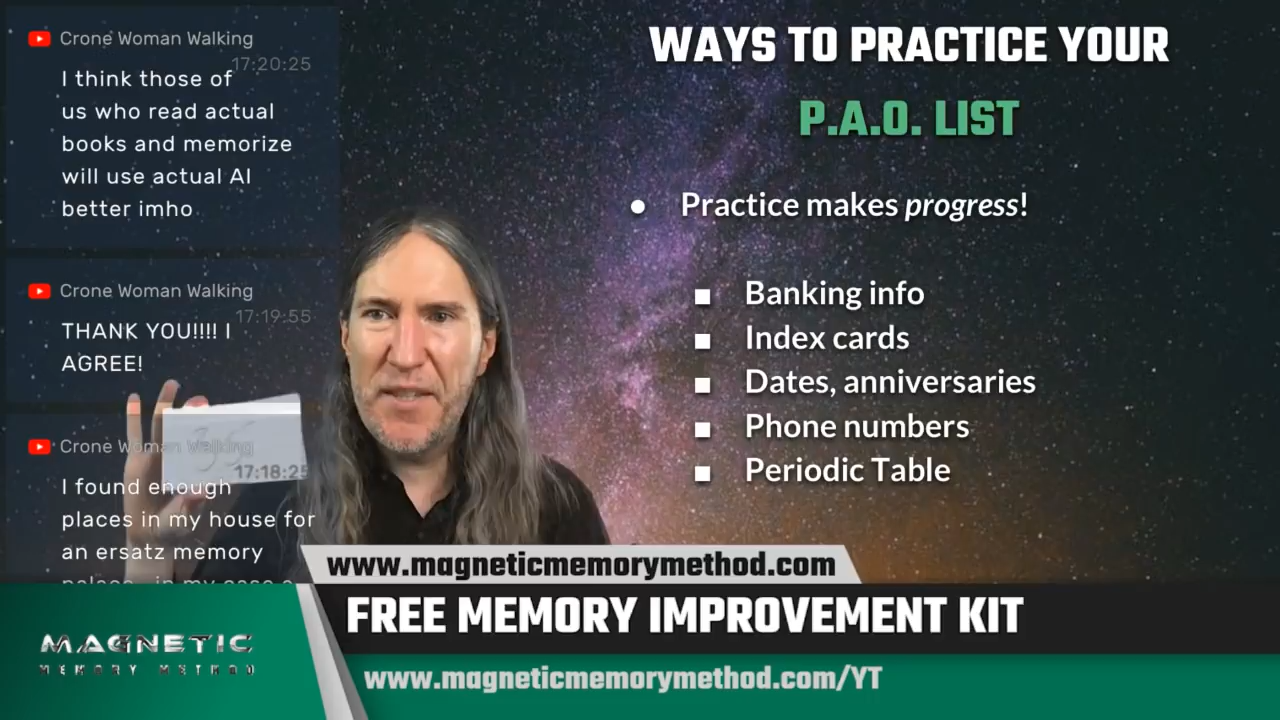 Crone Woman Walking
17:20:25
I think those of
us who read actual
books and memorize
will use actual AI
better imho
Crone Woman Walking
17:19:55
THANK YOU!!!! I
AGREE!
Crone Woman Walking
17:18:25
I found enough
places in my house for
an ersatz memory
WAYS TO PRACTICE YOUR
P.A.O. LIST
• Practice makes progress!
■ Banking info
■ Index cards
■ Dates, anniversaries
■ Phone numbers
■ Periodic Table
www.magneticmemorymethod.com
FREE MEMORY IMPROVEMENT KIT
www.magneticmemorymethod.com/YT
MAGNETIC
MEMORY METHOD